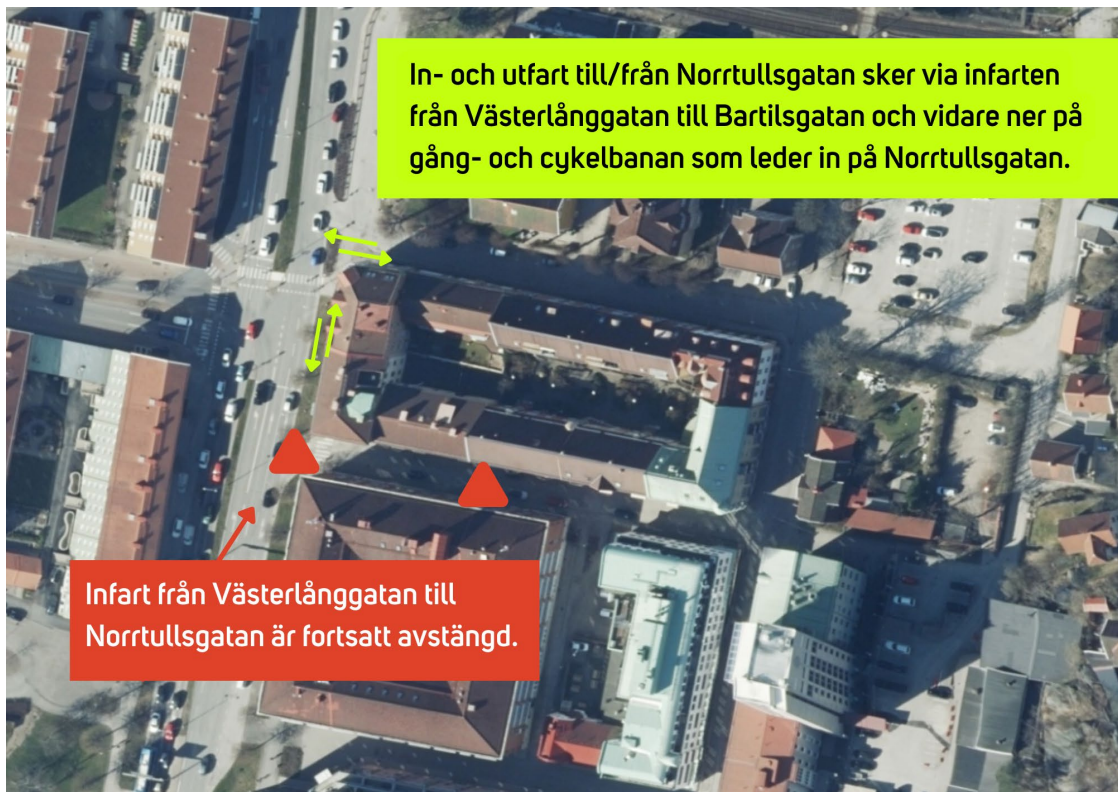 In- och utfart till/från Norrtullsgatan sker via infarten
från Västerlånggatan till Bartilsgatan och vidare ner på
gång- och cykelbanan som leder in på Norrtullsgatan.
Infart från Västerlånggatan till
Norrtullsgatan är fortsatt avstängd.